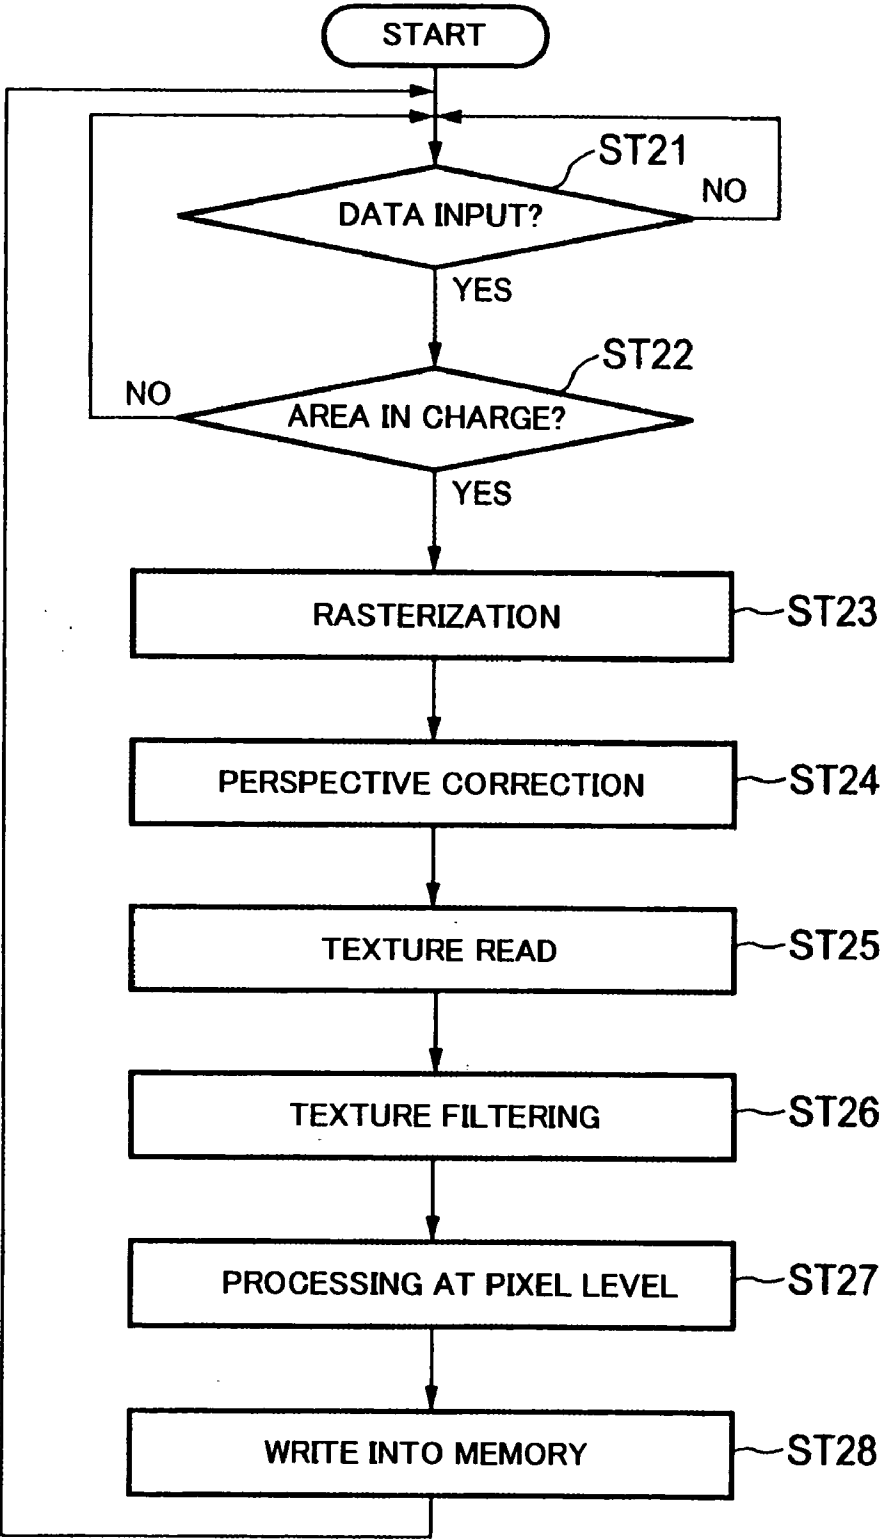 START
ST21
DATA INPUT?
NO
YES
ST22
NO
AREA IN CHARGE?
YES
RASTERIZATION
ST23
PERSPECTIVE CORRECTION
ST24
TEXTURE READ
ST25
TEXTURE FILTERING
ST26
PROCESSING AT PIXEL LEVEL
ST27
WRITE INTO MEMORY
ST28